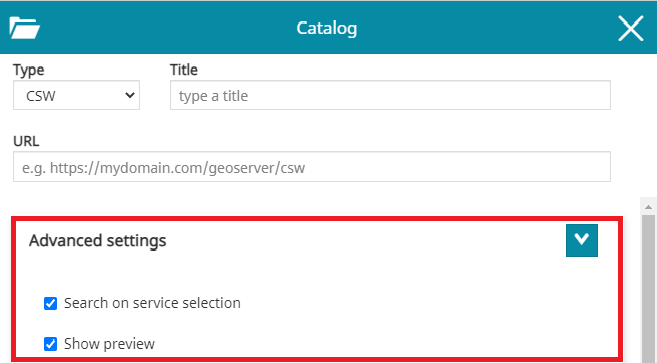 Catalog
Type
Title
CSW
type a title
URL
e.g. https://mydomain.com/geoserver/csw
Advanced settings
Search on service selection
Show preview